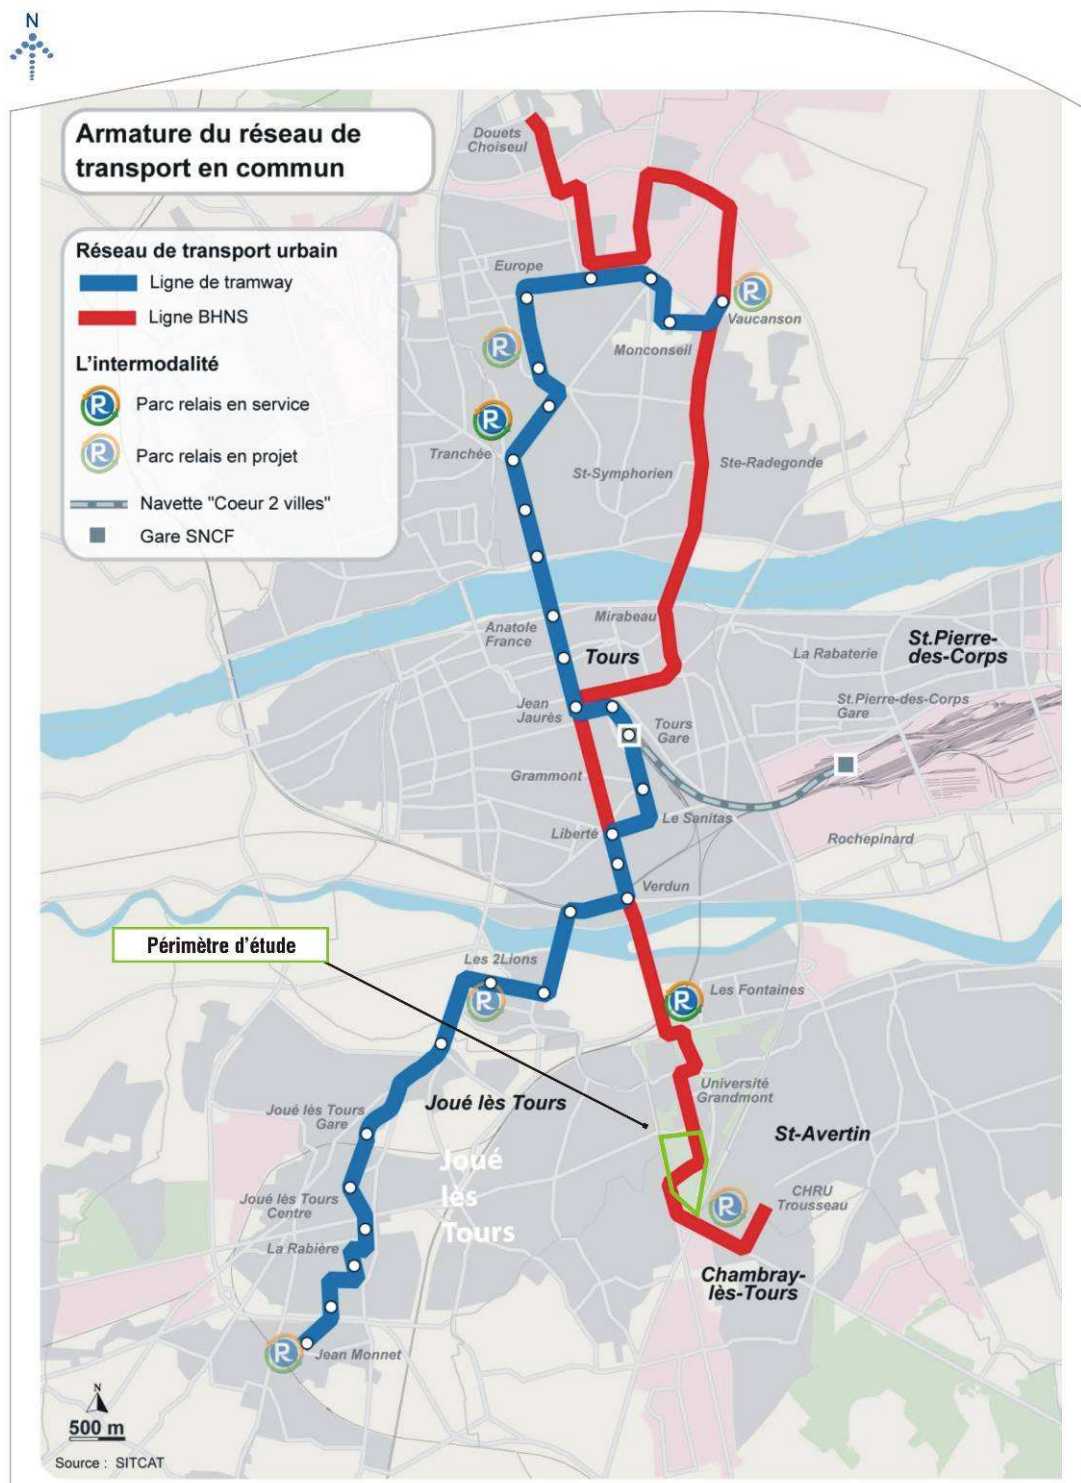 N
Armature du réseau de
transport en commun
Réseau de transport urbain
Ligne de tramway
Ligne BHNS
L'intermodalité
R
Parc relais en service
R
Parc relais en projet
Navette "Coeur 2 villes"
Gare SNCF
Douets
Choiseul
Europe
R
Vaucanson
Monconseil
R
R
Tranchée
St-Symphorien
Ste-Radegonde
Mirabeau
Anatole
France
Tours
La Rabaterie
St.Pierre-
des-Corps
Jean
Jaurès
Tours
Gare
St.Pierre-des-Corps
Gare
Grammont
Liberté
Le Sanitas
Rochepinard
Verdun
Périmètre d'étude
Les 2Lions
R
R
Les Fontaines
Université
Grandmont
Joué lès Tours
Gare
Joué lès Tours
St-Avertin
Joué
lès
Tours
Joué lès Tours
Centre
R
CHRU
Trousseau
La Rabière
Chambray-
lès-Tours
R
Jean Monnet
N
500 m
Source : SITCAT